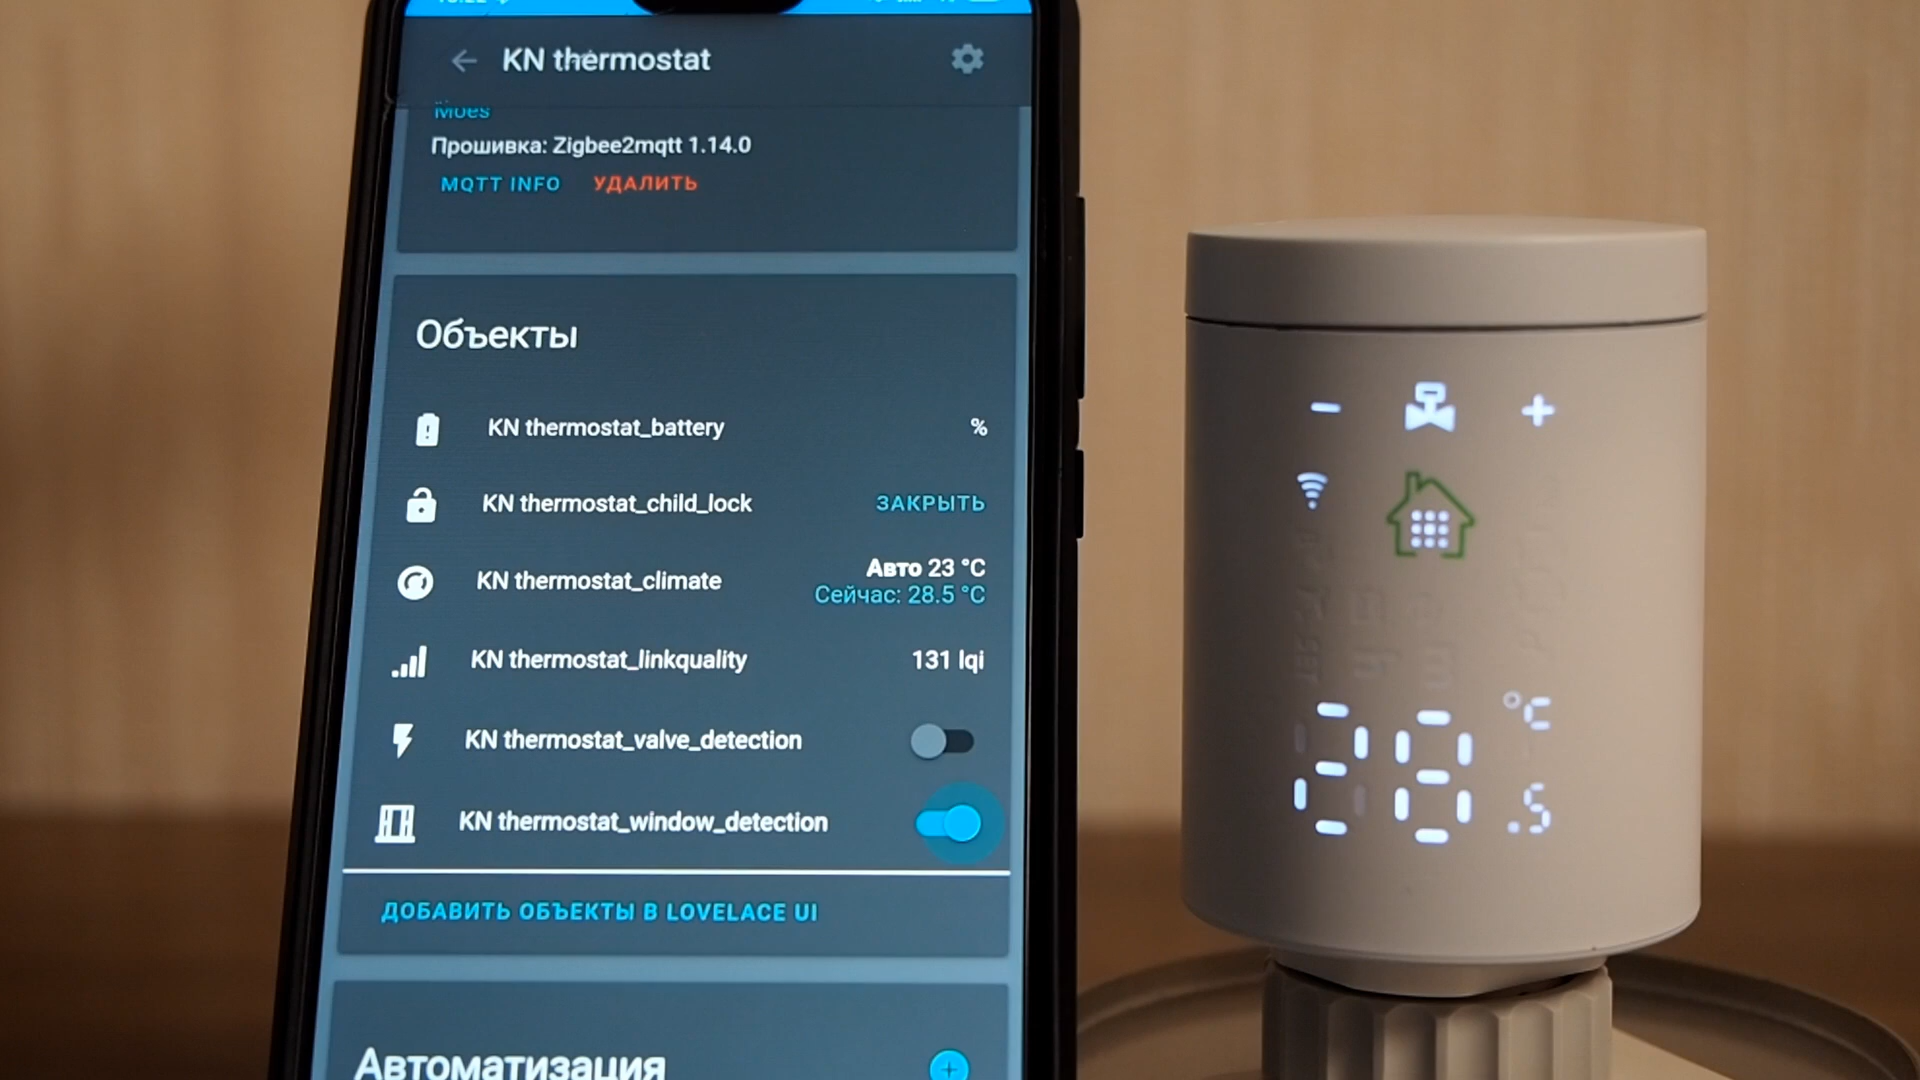 KN thermostat
Moes
Прошивка: Zigbee2mqtt 1.14.0
MQTT INFO УДАЛИТЬ
Объекты
KN thermostat_battery %
KN thermostat_child_lock ЗАКРЫТЬ
KN thermostat_climate Авто 23 °C
Сейчас: 28.5 °C
KN thermostat_linkquality 131 lqi
KN thermostat_valve_detection
KN thermostat_window_detection
ДОБАВИТЬ ОБЪЕКТЫ В LOVELACE UI
Автоматизация
- +
28.5 °C